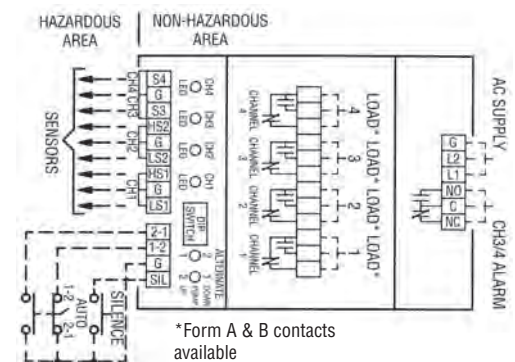 HAZARDOUS
AREA
NON-HAZARDOUS
AREA
SENSORS
CH4
CH3
CH2
CH1
S4
G
S3
HS2
G
LS2
HS1
G
LS1
2-1
1-2
G
SIL
LED
CH4
LED
CH3
LED
CH2
LED
CH1
DIP
SWITCH
ALTERNATE
2 1
2 1
UP DOWN
PUMP
CHANNEL
4
CHANNEL
3
CHANNEL
2
CHANNEL
1
4
LOAD*
3
LOAD*
2
LOAD*
1
LOAD*
AC SUPPLY
G
L2
L1
NO
C
NC
CH3/4 ALARM
1-2
AUTO
2-1
SILENCE
*Form A & B contacts
available